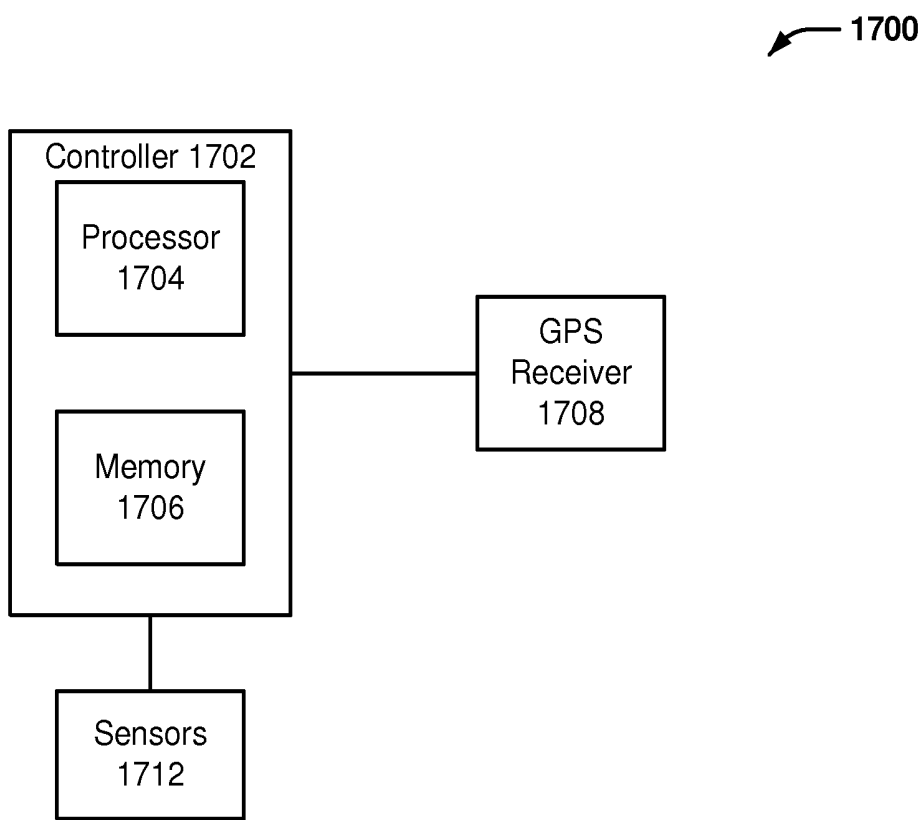 1700
Controller 1702
Processor
1704
GPS
Receiver
1708
Memory
1706
Sensors
1712